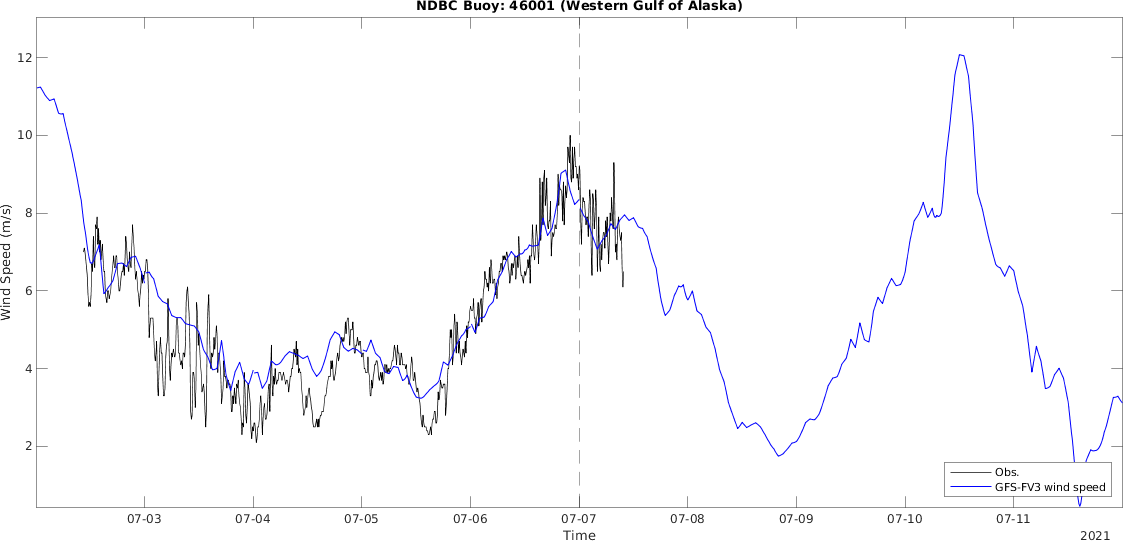 NDBC Buoy: 46001 (Western Gulf of Alaska)
12
10
8
6
4
2
Wind Speed (m/s)
Obs.
GFS-FV3 wind speed
07-03 07-04 07-05 07-06 07-07 07-08 07-09 07-10 07-11
Time
2021